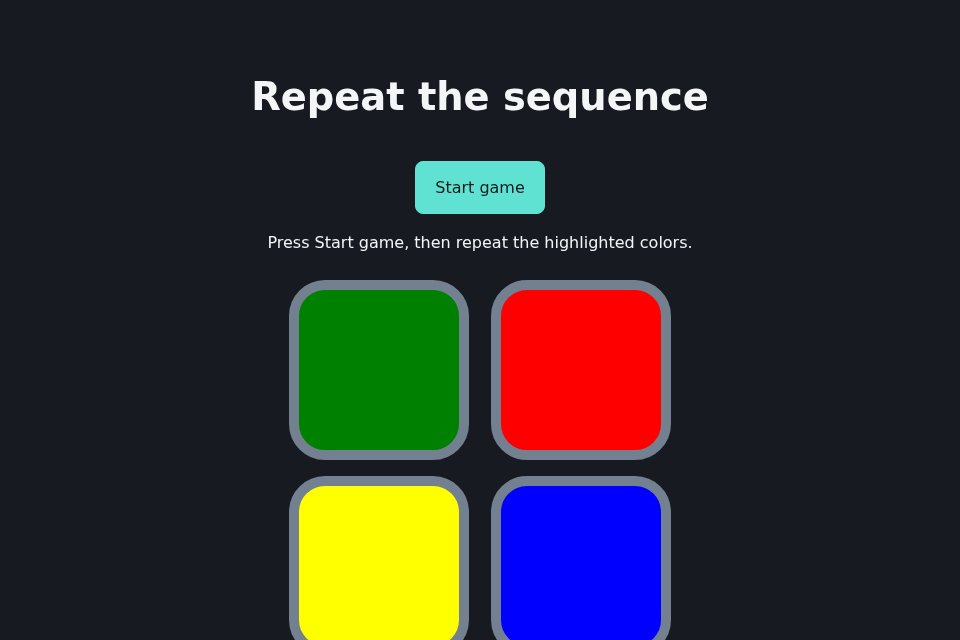 Repeat the sequence
Start game
Press Start game, then repeat the highlighted colors.